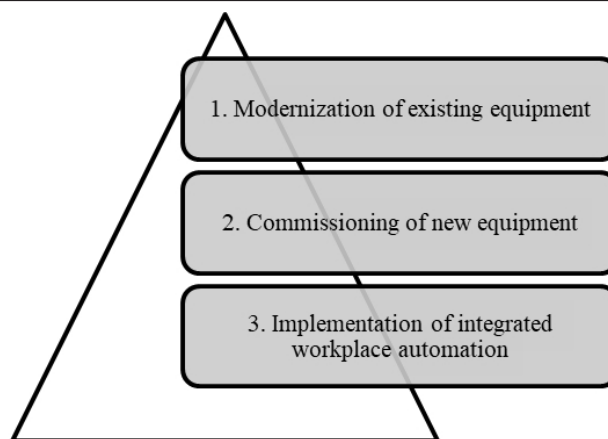 1. Modernization of existing equipment
2. Commissioning of new equipment
3. Implementation of integrated
workplace automation